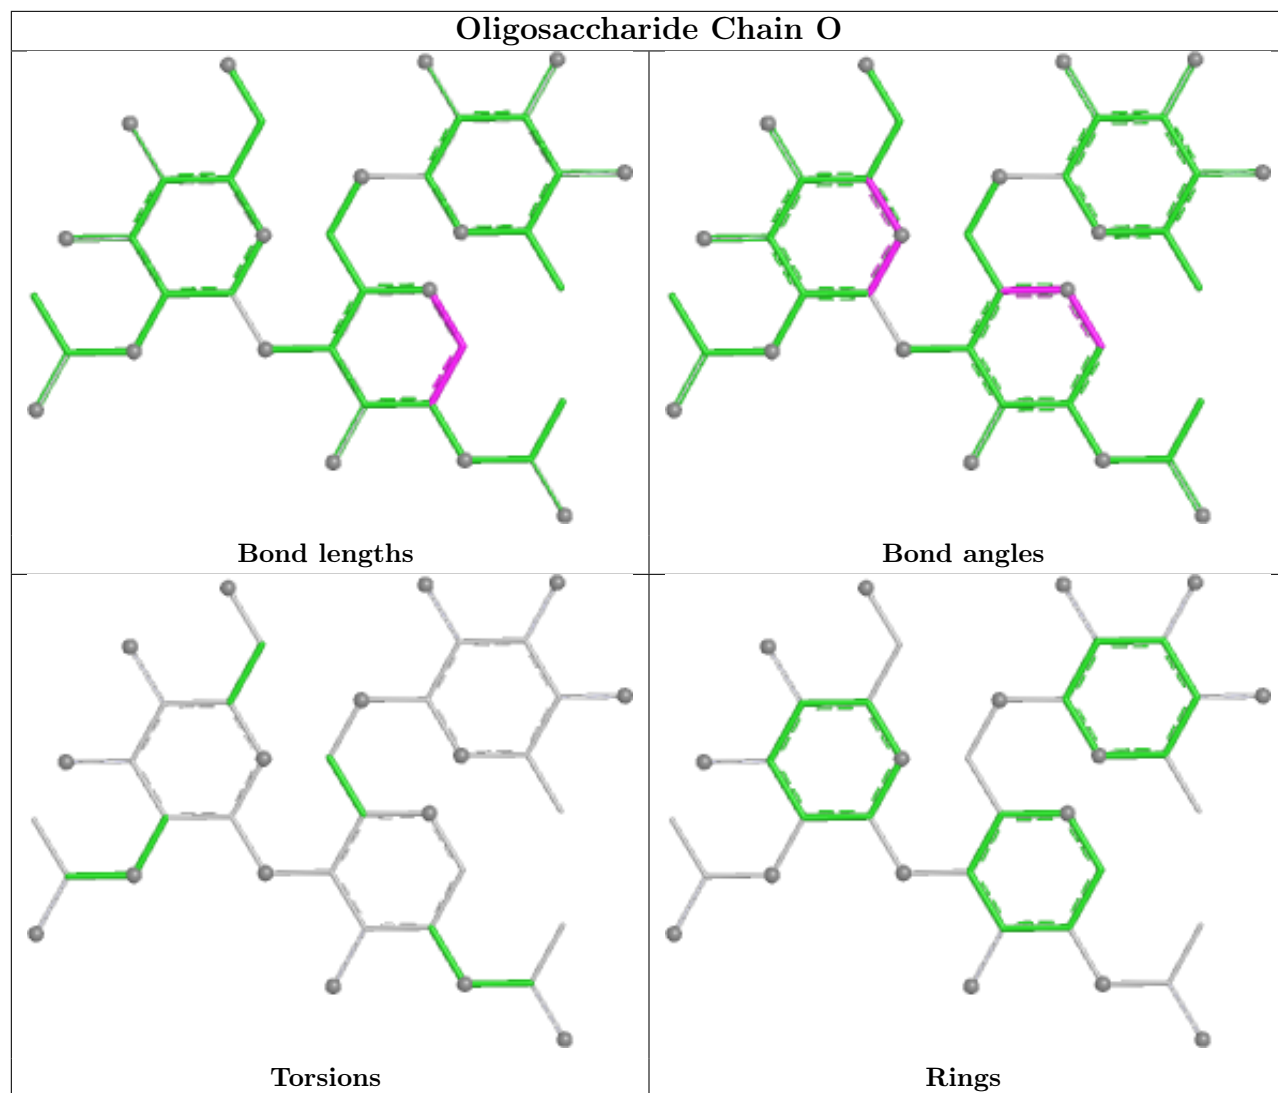 Oligosaccharide Chain O
Bond lengths
Bond angles
Torsions
Rings